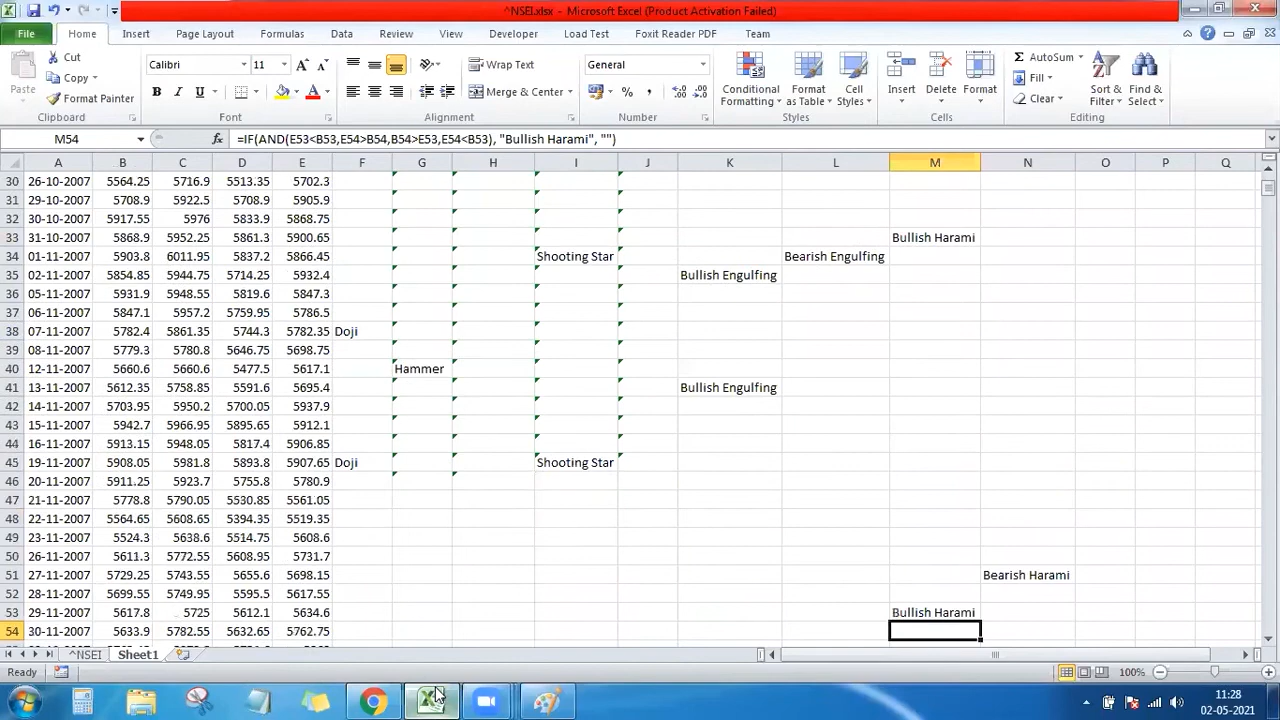 ^NSEI.xlsx - Microsoft Excel (Product Activation Failed)
File Home Insert Page Layout Formulas Data Review View Developer Load Test Foxit Reader PDF Team
Cut
Copy
Format Painter
Paste
Clipboard
Calibri 11
B I U
Font
Wrap Text
Merge & Center
Alignment
General
% ,
Number
Conditional Formatting
Format as Table
Cell Styles
Styles
Insert
Delete
Format
Cells
AutoSum
Fill
Clear
Sort & Filter
Find & Select
Editing
M54 fx =IF(AND(E53<B53,E54>B54,B54>E53,E54<B53), "Bullish Harami", "")
A B C D E F G H I J K L M N O P Q
30 26-10-2007 5564.25 5716.9 5513.35 5702.3
31 29-10-2007 5708.9 5922.5 5708.9 5905.9
32 30-10-2007 5917.55 5976 5833.9 5868.75
33 31-10-2007 5868.9 5952.25 5861.3 5900.65 Bullish Harami
34 01-11-2007 5903.8 6011.95 5837.2 5866.45 Shooting Star Bearish Engulfing
35 02-11-2007 5854.85 5944.75 5714.25 5932.4 Bullish Engulfing
36 05-11-2007 5931.9 5948.55 5819.6 5847.3
37 06-11-2007 5847.1 5957.2 5759.95 5786.5
38 07-11-2007 5782.4 5861.35 5744.3 5782.35 Doji
39 08-11-2007 5779.3 5780.8 5646.75 5698.75
40 12-11-2007 5660.6 5660.6 5477.5 5617.1 Hammer
41 13-11-2007 5612.35 5758.85 5591.6 5695.4 Bullish Engulfing
42 14-11-2007 5703.95 5950.2 5700.05 5937.9
43 15-11-2007 5942.7 5966.95 5895.65 5912.1
44 16-11-2007 5913.15 5948.05 5817.4 5906.85
45 19-11-2007 5908.05 5981.8 5893.8 5907.65 Doji Shooting Star
46 20-11-2007 5911.25 5923.7 5755.8 5780.9
47 21-11-2007 5778.8 5790.05 5530.85 5561.05
48 22-11-2007 5564.65 5608.65 5394.35 5519.35
49 23-11-2007 5524.3 5638.6 5514.75 5608.6
50 26-11-2007 5611.3 5772.55 5608.95 5731.7
51 27-11-2007 5729.25 5743.55 5655.6 5698.15 Bearish Harami
52 28-11-2007 5699.55 5749.95 5595.5 5617.55
53 29-11-2007 5617.8 5725 5612.1 5634.6 Bullish Harami
54 30-11-2007 5633.9 5782.55 5632.65 5762.75
^NSEI Sheet1
Ready 100%
11:28
02-05-2021